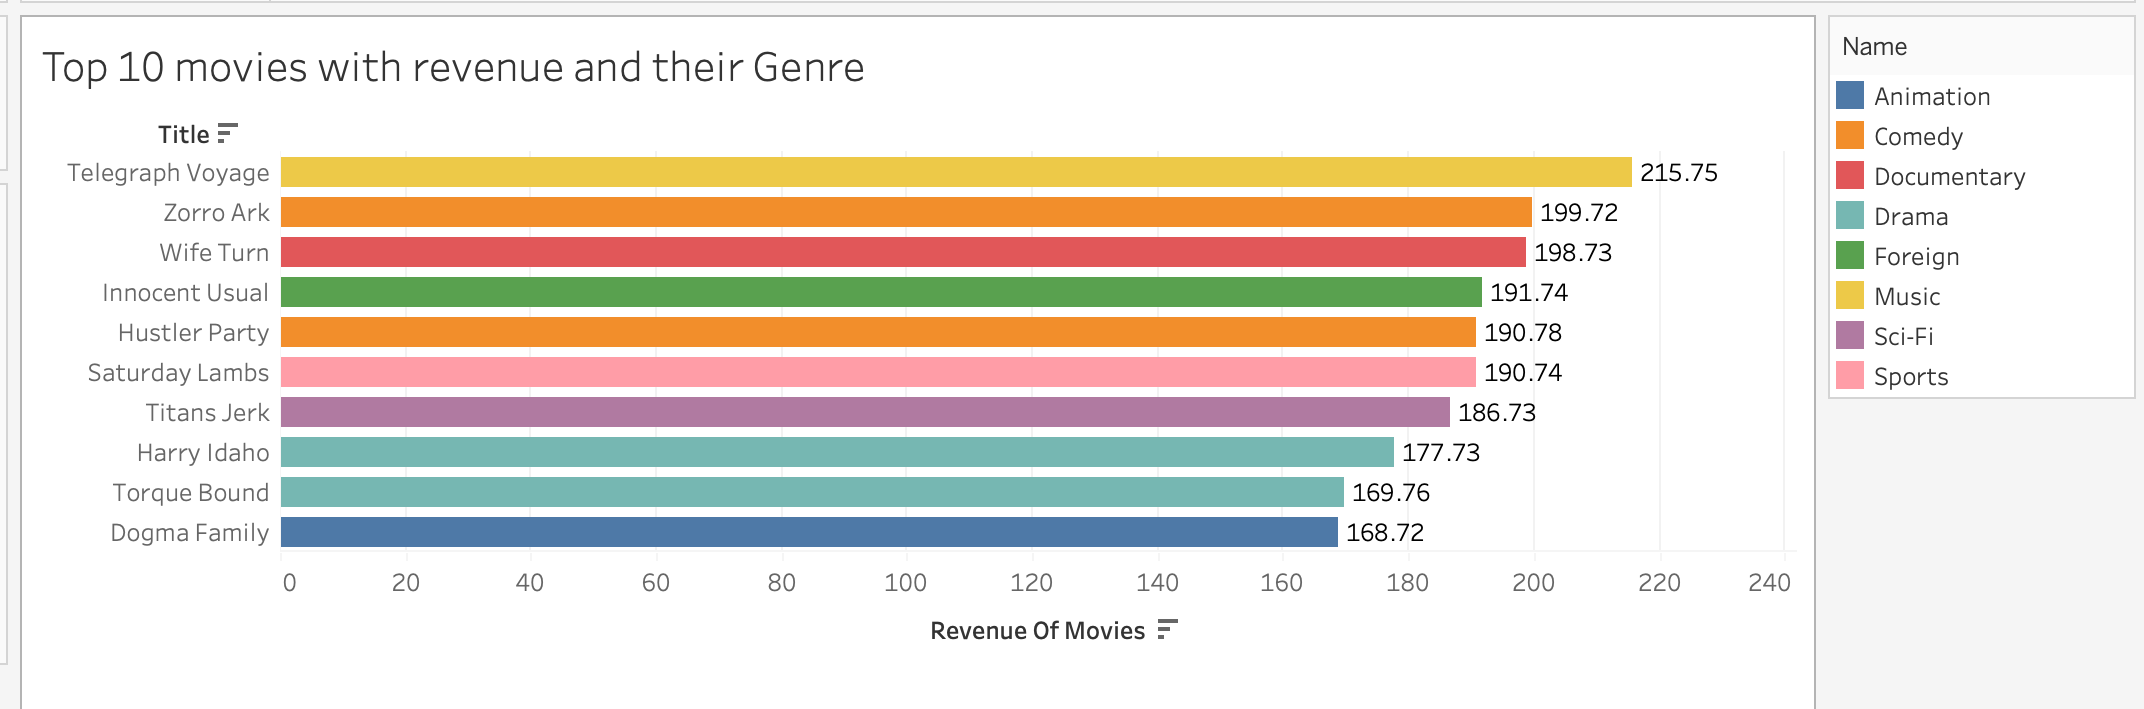 Top 10 movies with revenue and their Genre
Title
Telegraph Voyage 215.75
Zorro Ark 199.72
Wife Turn 198.73
Innocent Usual 191.74
Hustler Party 190.78
Saturday Lambs 190.74
Titans Jerk 186.73
Harry Idaho 177.73
Torque Bound 169.76
Dogma Family 168.72
0 20 40 60 80 100 120 140 160 180 200 220 240
Revenue Of Movies
Name
Animation
Comedy
Documentary
Drama
Foreign
Music
Sci-Fi
Sports